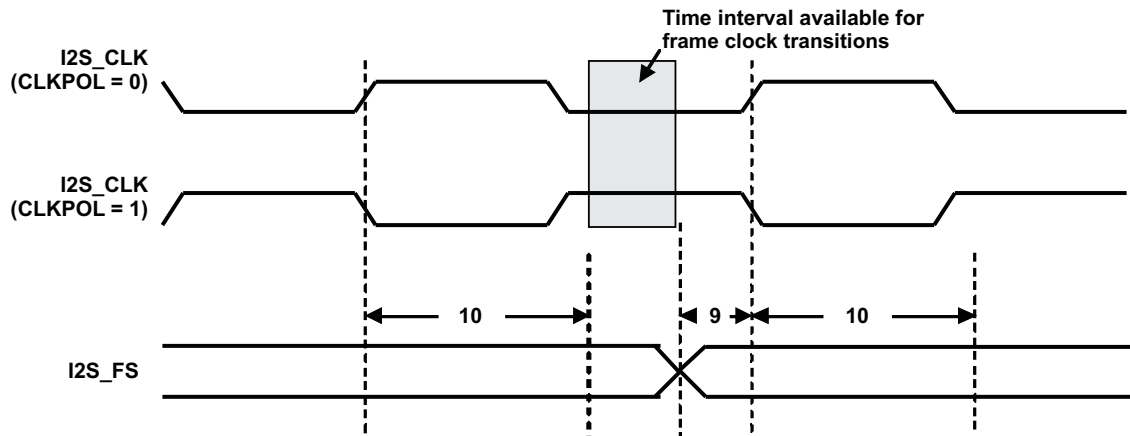 Time interval available for
frame clock transitions
I2S_CLK
(CLKPOL = 0)
I2S_CLK
(CLKPOL = 1)
10
9
10
I2S_FS